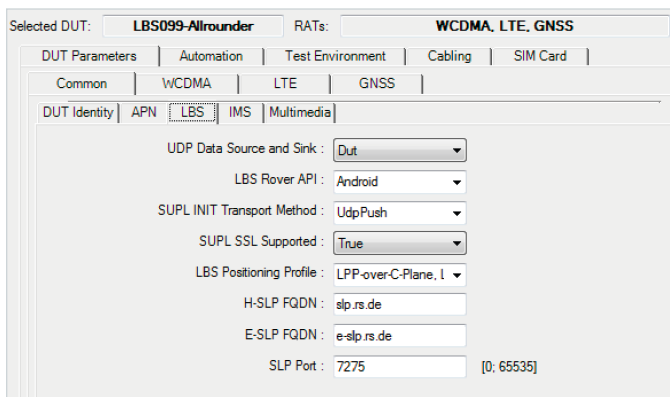 Selected DUT: LBS099-Allrounder RATs: WCDMA, LTE, GNSS
DUT Parameters Automation Test Environment Cabling SIM Card
Common WCDMA LTE GNSS
DUT Identity APN LBS IMS Multimedia
UDP Data Source and Sink : Dut
LBS Rover API : Android
SUPL INIT Transport Method : UdpPush
SUPL SSL Supported : True
LBS Positioning Profile : LPP-over-C-Plane, L
H-SLP FQDN : slp.rs.de
E-SLP FQDN : e-slp.rs.de
SLP Port : 7275 [0; 65535]